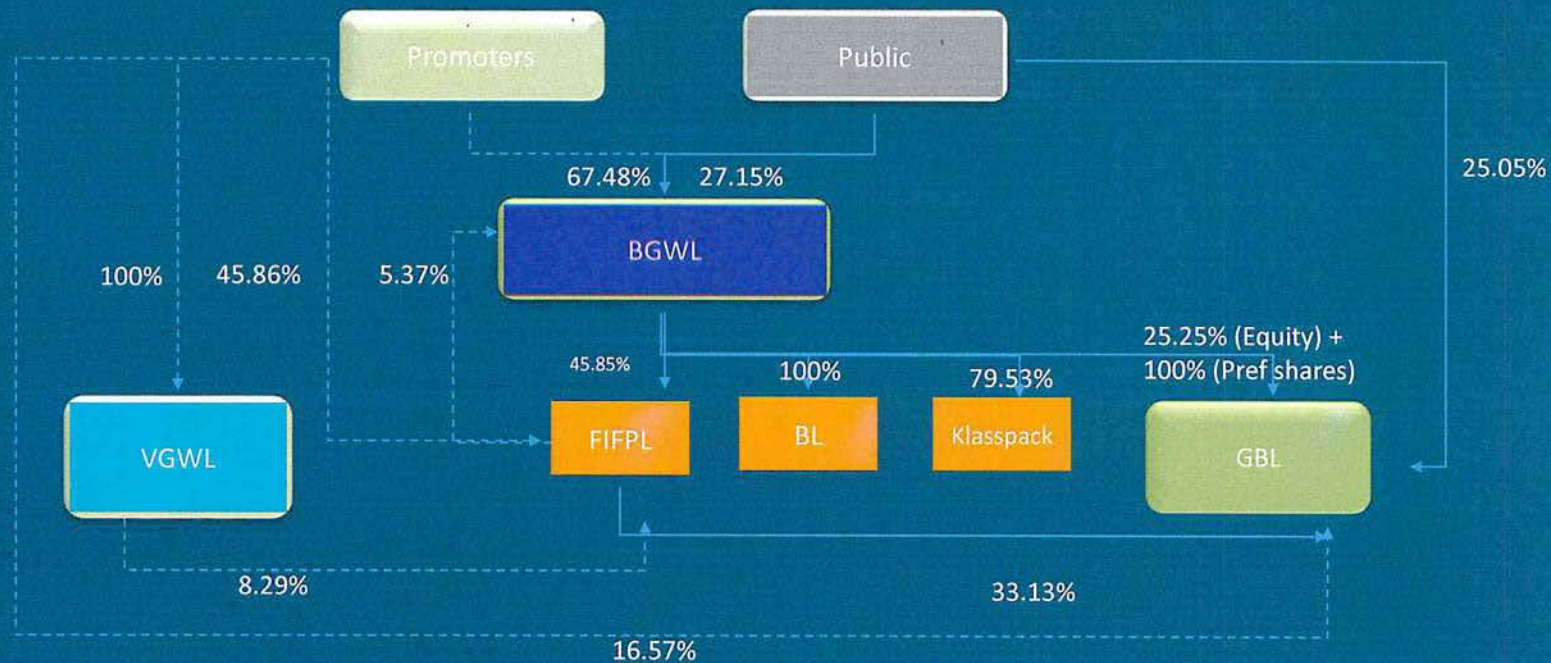 Promoters
Public
67.48%
27.15%
25.05%
BGWL
100%
45.86%
5.37%
25.25% (Equity) +
100% (Pref shares)
45.85%
100%
79.53%
VGWL
FIFPL
BL
Klasspack
GBL
8.29%
33.13%
16.57%